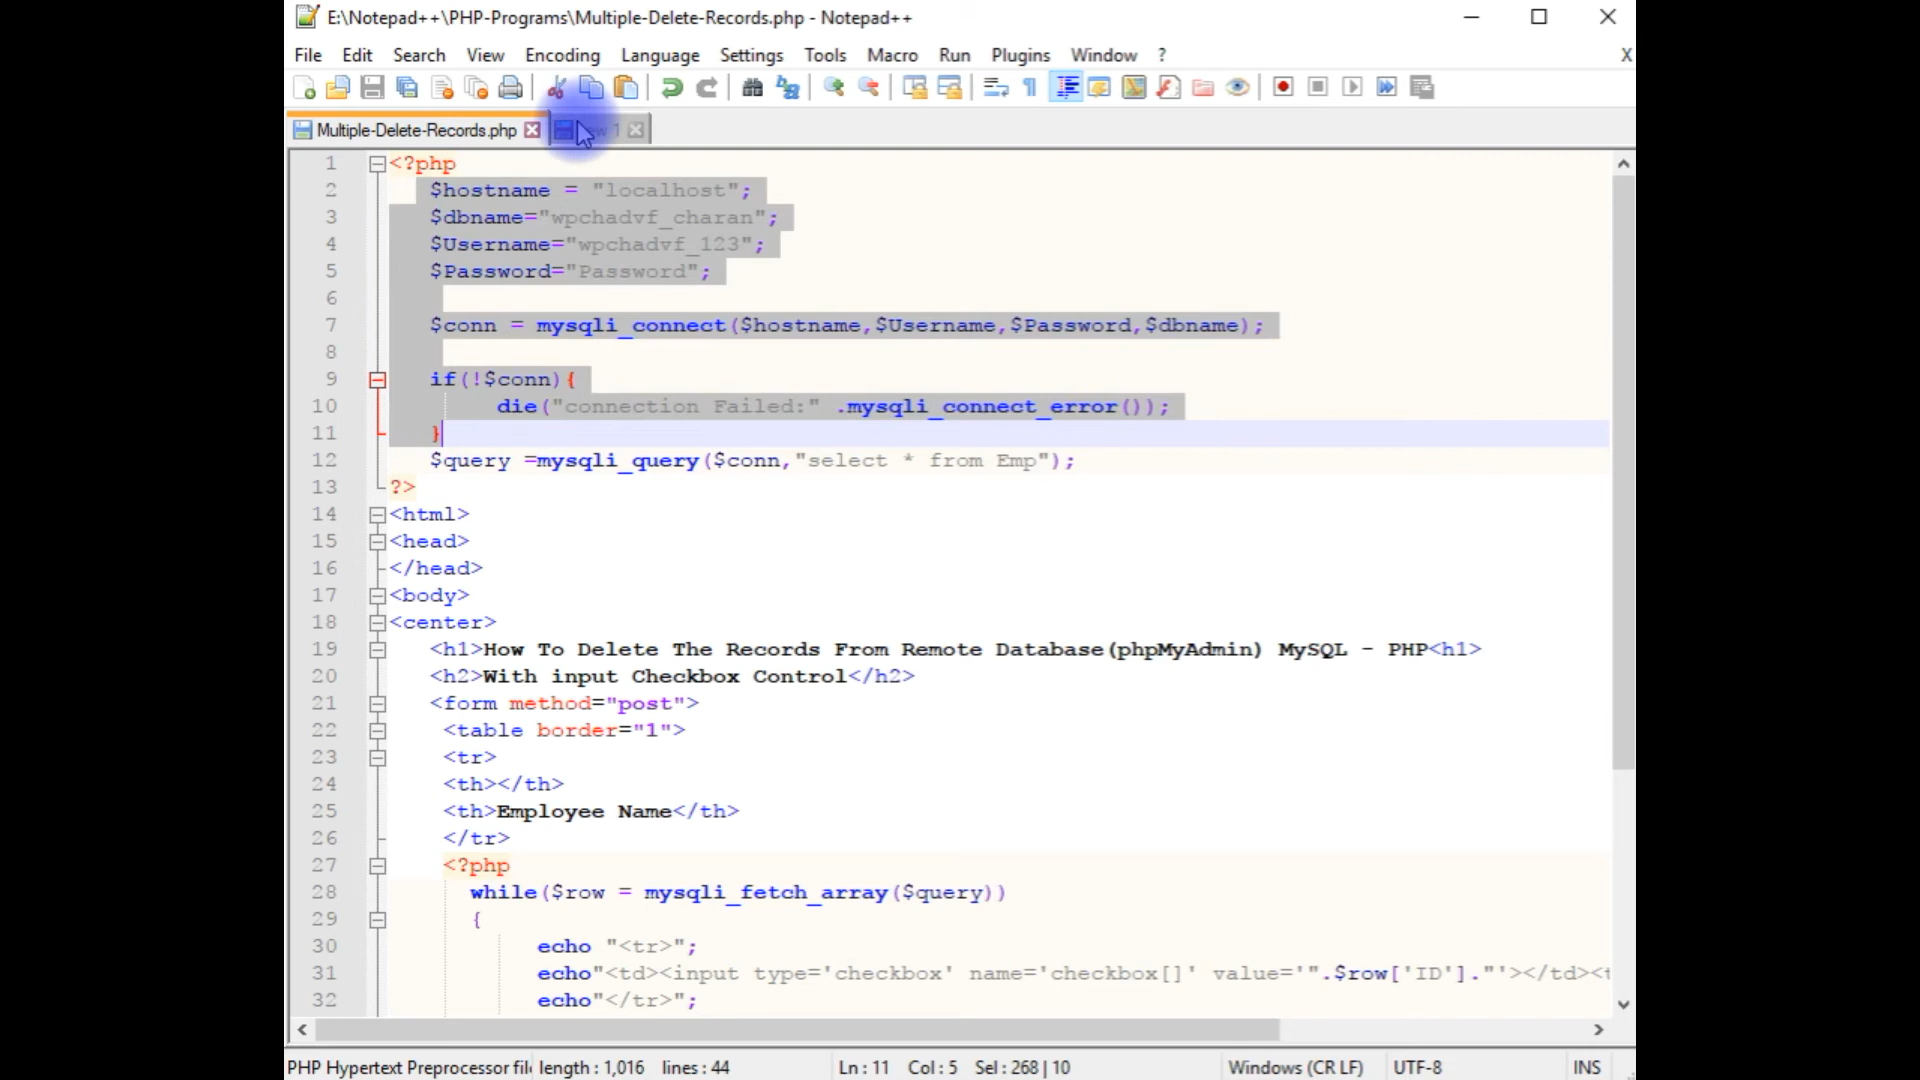 E:\Notepad++\PHP-Programs\Multiple-Delete-Records.php - Notepad++
File Edit Search View Encoding Language Settings Tools Macro Run Plugins Window ? X
Multiple-Delete-Records.php 1
1 <?php
2 $hostname = "localhost";
3 $dbname="wpchadvf_charan";
4 $Username="wpchadvf_123";
5 $Password="Password";
6
7 $conn = mysqli_connect($hostname,$Username,$Password,$dbname);
8
9 if(!$conn){
10 die("connection Failed:" .mysqli_connect_error());
11 }
12 $query =mysqli_query($conn,"select * from Emp");
13 ?>
14 <html>
15 <head>
16 </head>
17 <body>
18 <center>
19 <h1>How To Delete The Records From Remote Database(phpMyAdmin) MySQL - PHP<h1>
20 <h2>With input Checkbox Control</h2>
21 <form method="post">
22 <table border="1">
23 <tr>
24 <th></th>
25 <th>Employee Name</th>
26 </tr>
27 <?php
28 while($row = mysqli_fetch_array($query))
29 {
30 echo "<tr>";
31 echo"<td><input type='checkbox' name='checkbox[]' value='".$row['ID']."'></td><t
32 echo"</tr>";
PHP Hypertext Preprocessor fil length : 1,016 lines : 44 Ln : 11 Col : 5 Sel : 268 | 10 Windows (CR LF) UTF-8 INS